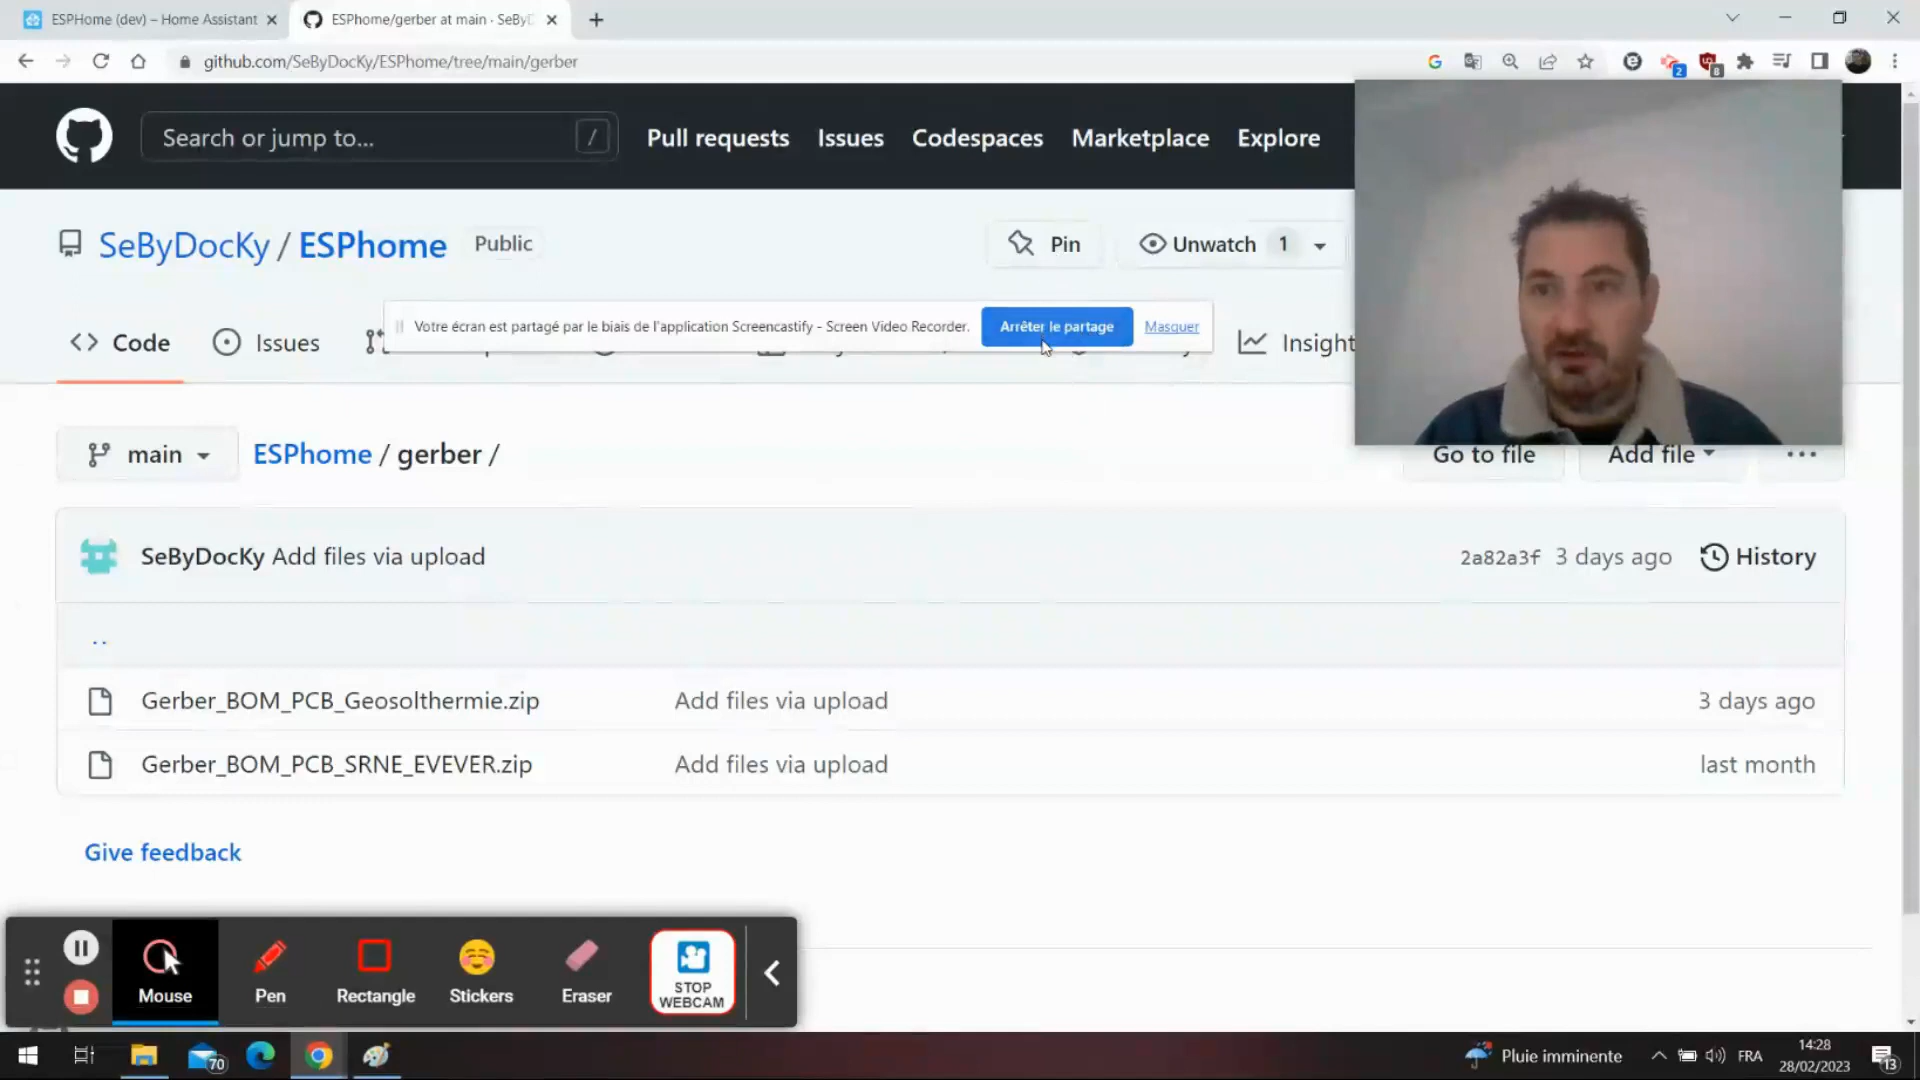 ESPHome (dev) – Home Assistant
ESPhome/gerber at main · SeByD
github.com/SeByDocKy/ESPhome/tree/main/gerber
2
8
Search or jump to... /
Pull requests Issues Codespaces Marketplace Explore
SeByDocKy / ESPhome Public
Pin
Unwatch 1
Votre écran est partagé par le biais de l'application Screencastify - Screen Video Recorder.
Arrêter le partage
Masquer
Code
Issues
Insight
main
ESPhome / gerber /
Go to file
Add file
SeByDocKy Add files via upload
2a82a3f 3 days ago
History
..
Gerber_BOM_PCB_Geosolthermie.zip Add files via upload 3 days ago
Gerber_BOM_PCB_SRNE_EVEVER.zip Add files via upload last month
Give feedback
Mouse
Pen
Rectangle
Stickers
Eraser
STOP
WEBCAM
70
Pluie imminente
FRA
14:28
28/02/2023
13